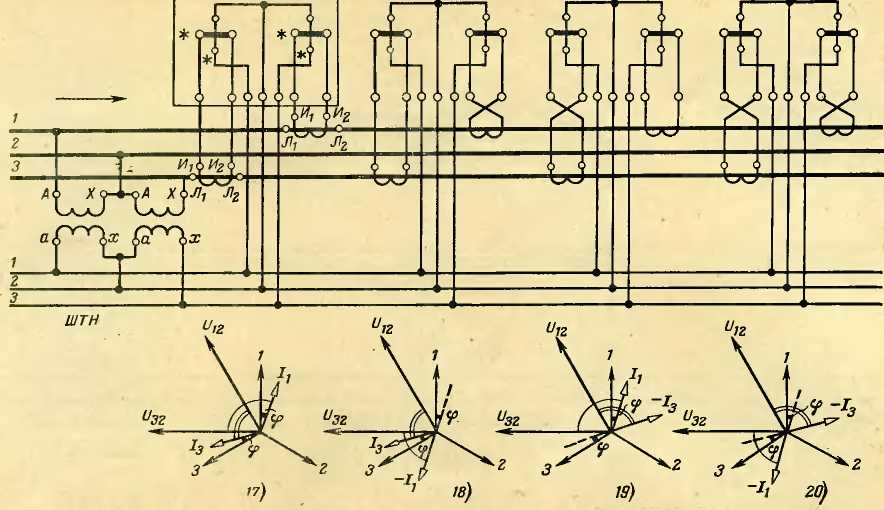 * *
* *
1 И₁ И₂
Л₁ Л₂
2
3 И₁ И₂
А Х А Х Л₁ Л₂
а х а х
1
2
3
ШТН
U₁₂ 1 I₁ φ U₃₂ I₃ φ 3 2 17)
U₁₂ 1 φ U₃₂ I₃ 3 -I₁ 2 18)
U₁₂ 1 I₁ φ -I₃ U₃₂ φ 3 2 19)
U₁₂ 1 φ -I₃ U₃₂ φ 3 -I₁ 2 20)